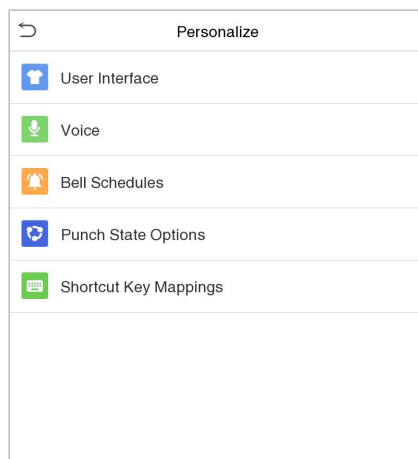 Personalize
User Interface
Voice
Bell Schedules
Punch State Options
Shortcut Key Mappings